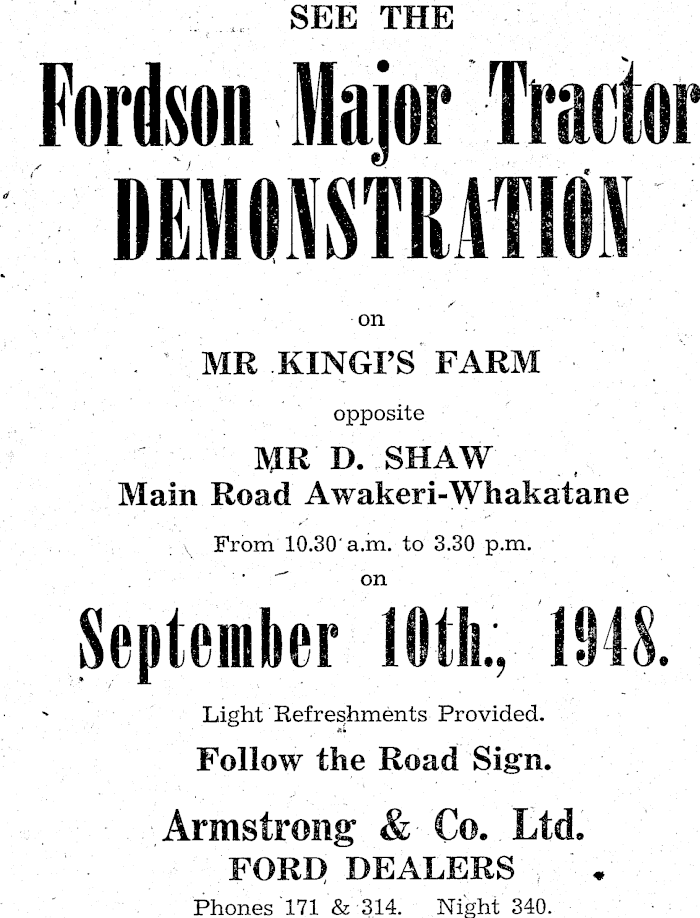 SEE THE
Fordson Major Tractor
DEMONSTRATION
on
MR KINGI'S FARM
opposite
MR D. SHAW
Main Road Awakeri-Whakatane
From 10.30 a.m. to 3.30 p.m.
on
September 10th., 1948.
Light Refreshments Provided.
Follow the Road Sign.
Armstrong & Co. Ltd.
FORD DEALERS
Phones 171 & 314. Night 340.